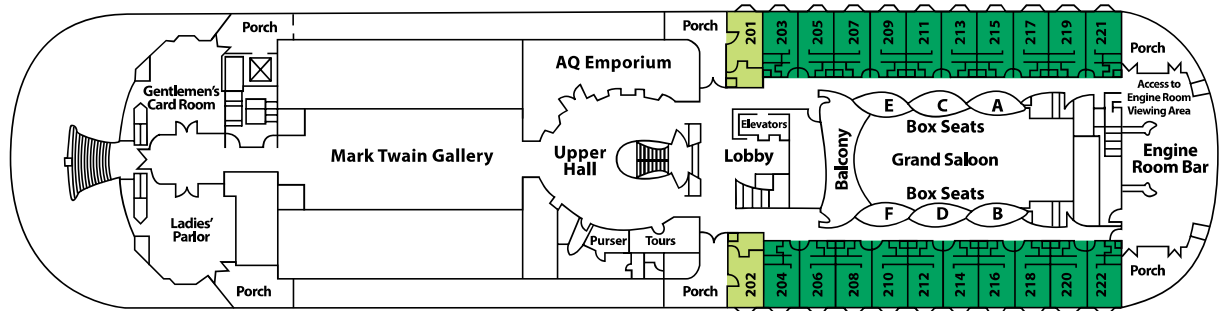 Porch
201
203
205
207
209
211
213
215
217
219
221
Porch
AQ Emporium
Gentlemen's
Card Room
Access to
Engine Room
Viewing Area
E
C
A
Box Seats
Elevators
Mark Twain Gallery
Upper
Hall
Lobby
Balcony
Grand Saloon
Engine
Room Bar
Box Seats
F
D
B
Ladies'
Parlor
Purser
Tours
Porch
Porch
202
204
206
208
210
212
214
216
218
220
222
Porch
Porch